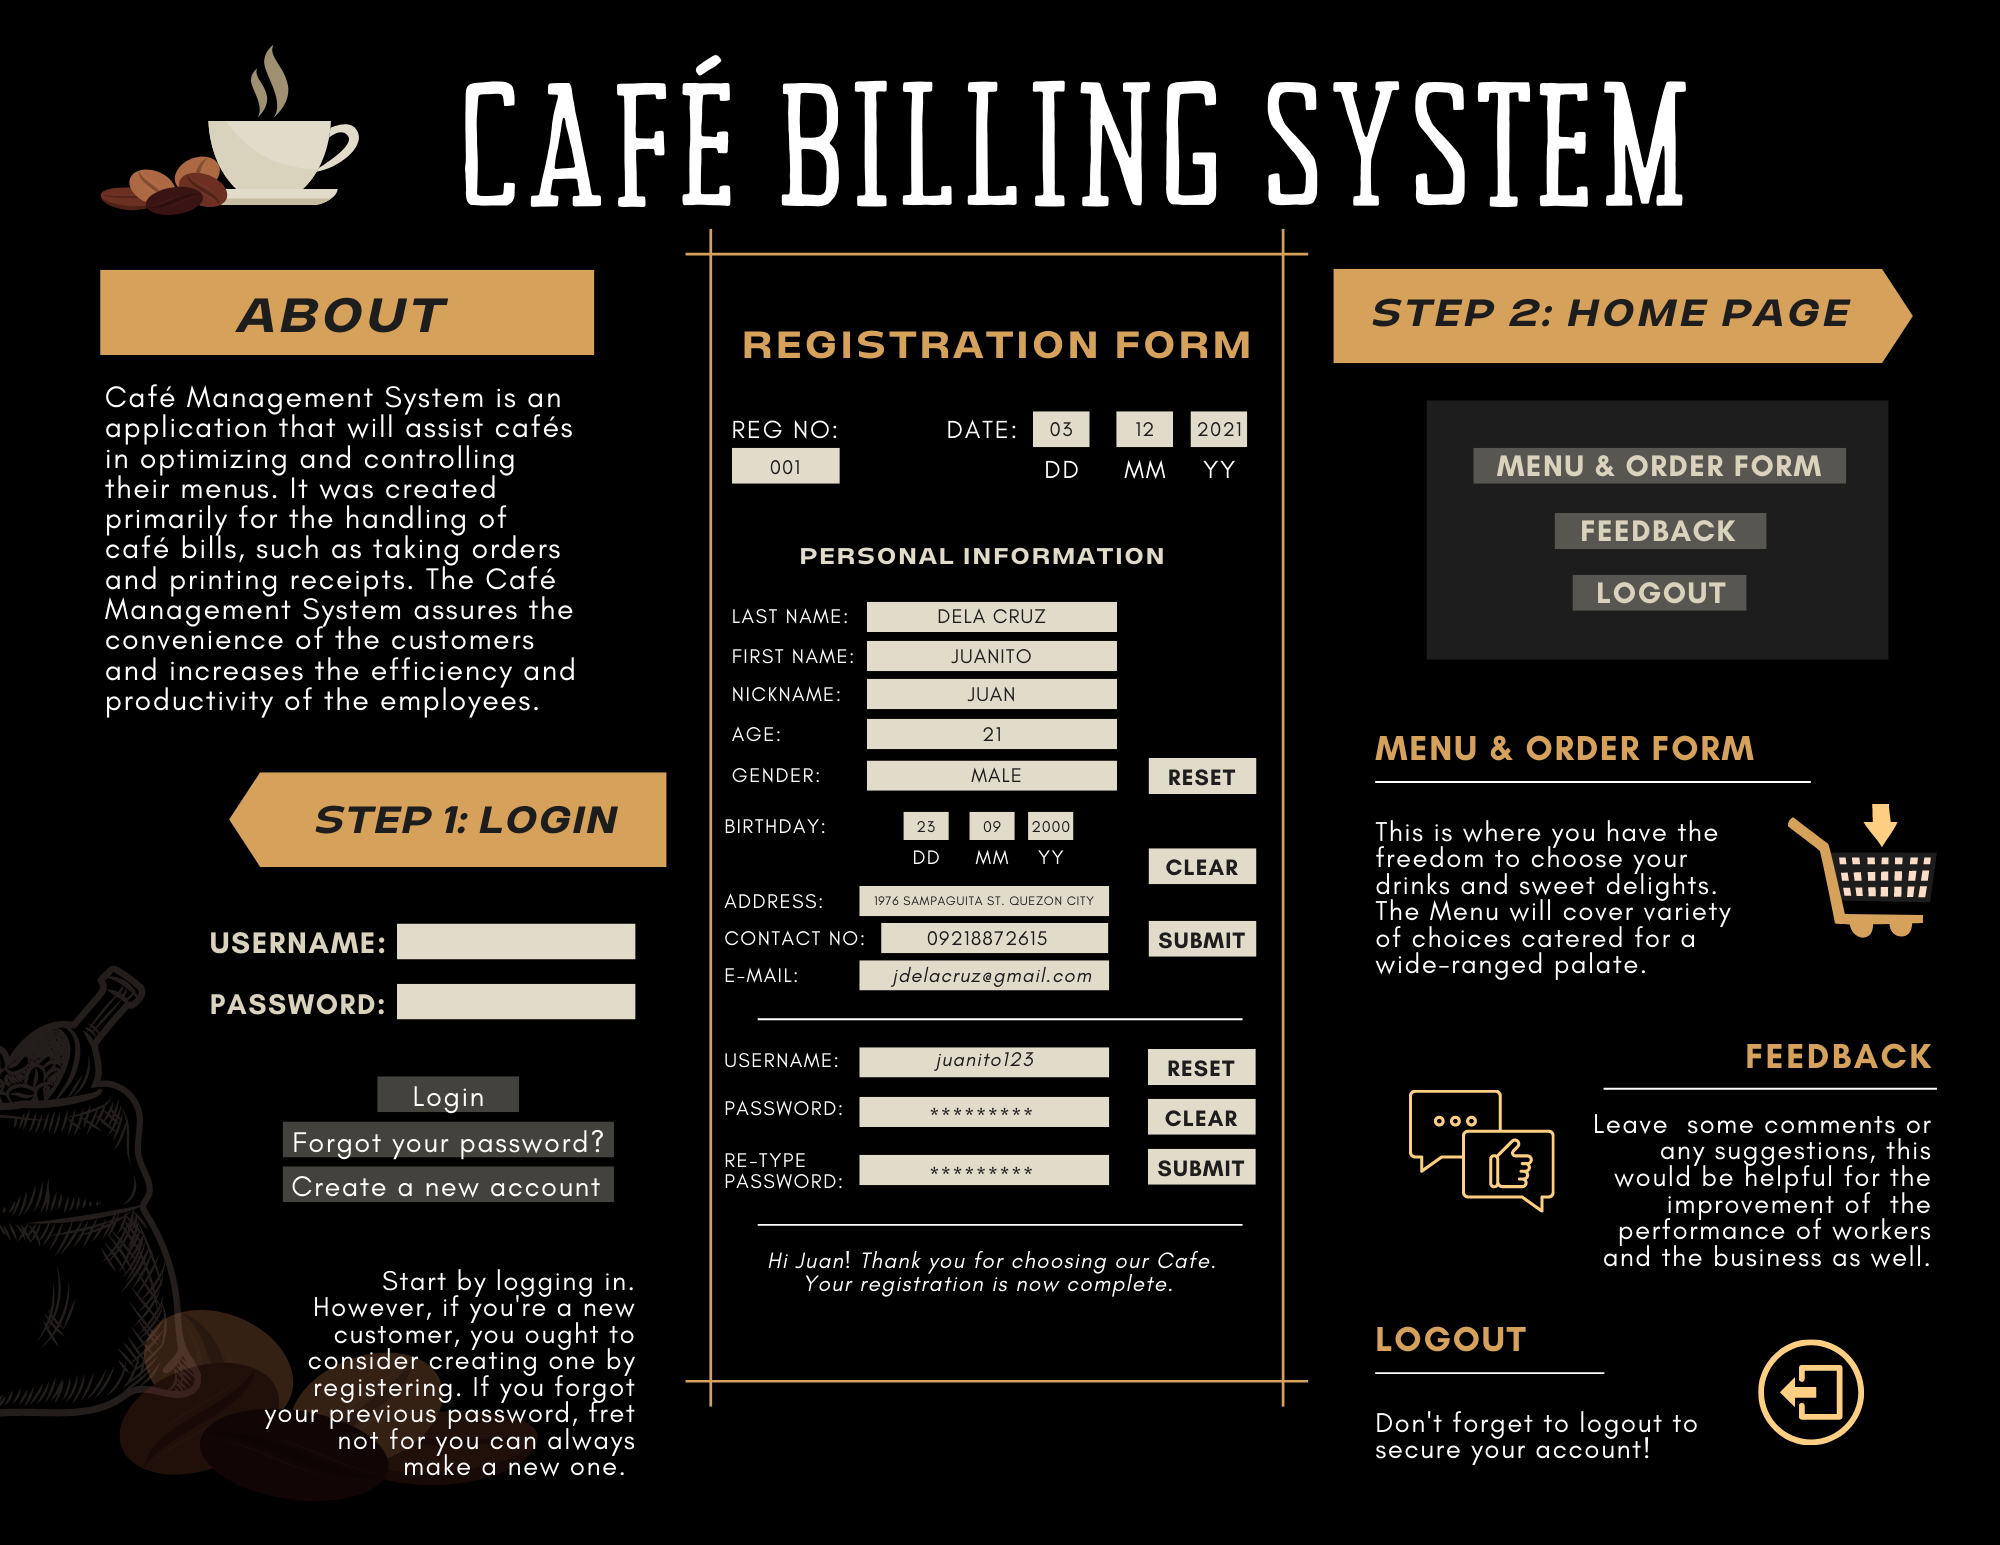 CAFÉ BILLING SYSTEM
ABOUT
Café Management System is an
application that will assist cafés
in optimizing and controlling
their menus. It was created
primarily for the handling of
café bills, such as taking orders
and printing receipts. The Café
Management System assures the
convenience of the customers
and increases the efficiency and
productivity of the employees.
STEP 1: LOGIN
USERNAME:
PASSWORD:
Login
Forgot your password?
Create a new account
Start by logging in.
However, if you're a new
customer, you ought to
consider creating one by
registering. If you forgot
your previous password, fret
not for you can always
make a new one.
REGISTRATION FORM
REG NO:
001
DATE: 03 12 2021
DD MM YY
PERSONAL INFORMATION
LAST NAME: DELA CRUZ
FIRST NAME: JUANITO
NICKNAME: JUAN
AGE: 21
GENDER: MALE
RESET
BIRTHDAY: 23 09 2000
DD MM YY
CLEAR
ADDRESS: 1976 SAMPAGUITA ST. QUEZON CITY
CONTACT NO: 09218872615
SUBMIT
E-MAIL: jdelacruz@gmail.com
USERNAME: juanito123
RESET
PASSWORD: *********
CLEAR
RE-TYPE
PASSWORD: *********
SUBMIT
Hi Juan! Thank you for choosing our Cafe.
Your registration is now complete.
STEP 2: HOME PAGE
MENU & ORDER FORM
FEEDBACK
LOGOUT
MENU & ORDER FORM
This is where you have the
freedom to choose your
drinks and sweet delights.
The Menu will cover variety
of choices catered for a
wide-ranged palate.
FEEDBACK
Leave some comments or
any suggestions, this
would be helpful for the
improvement of the
performance of workers
and the business as well.
LOGOUT
Don't forget to logout to
secure your account!